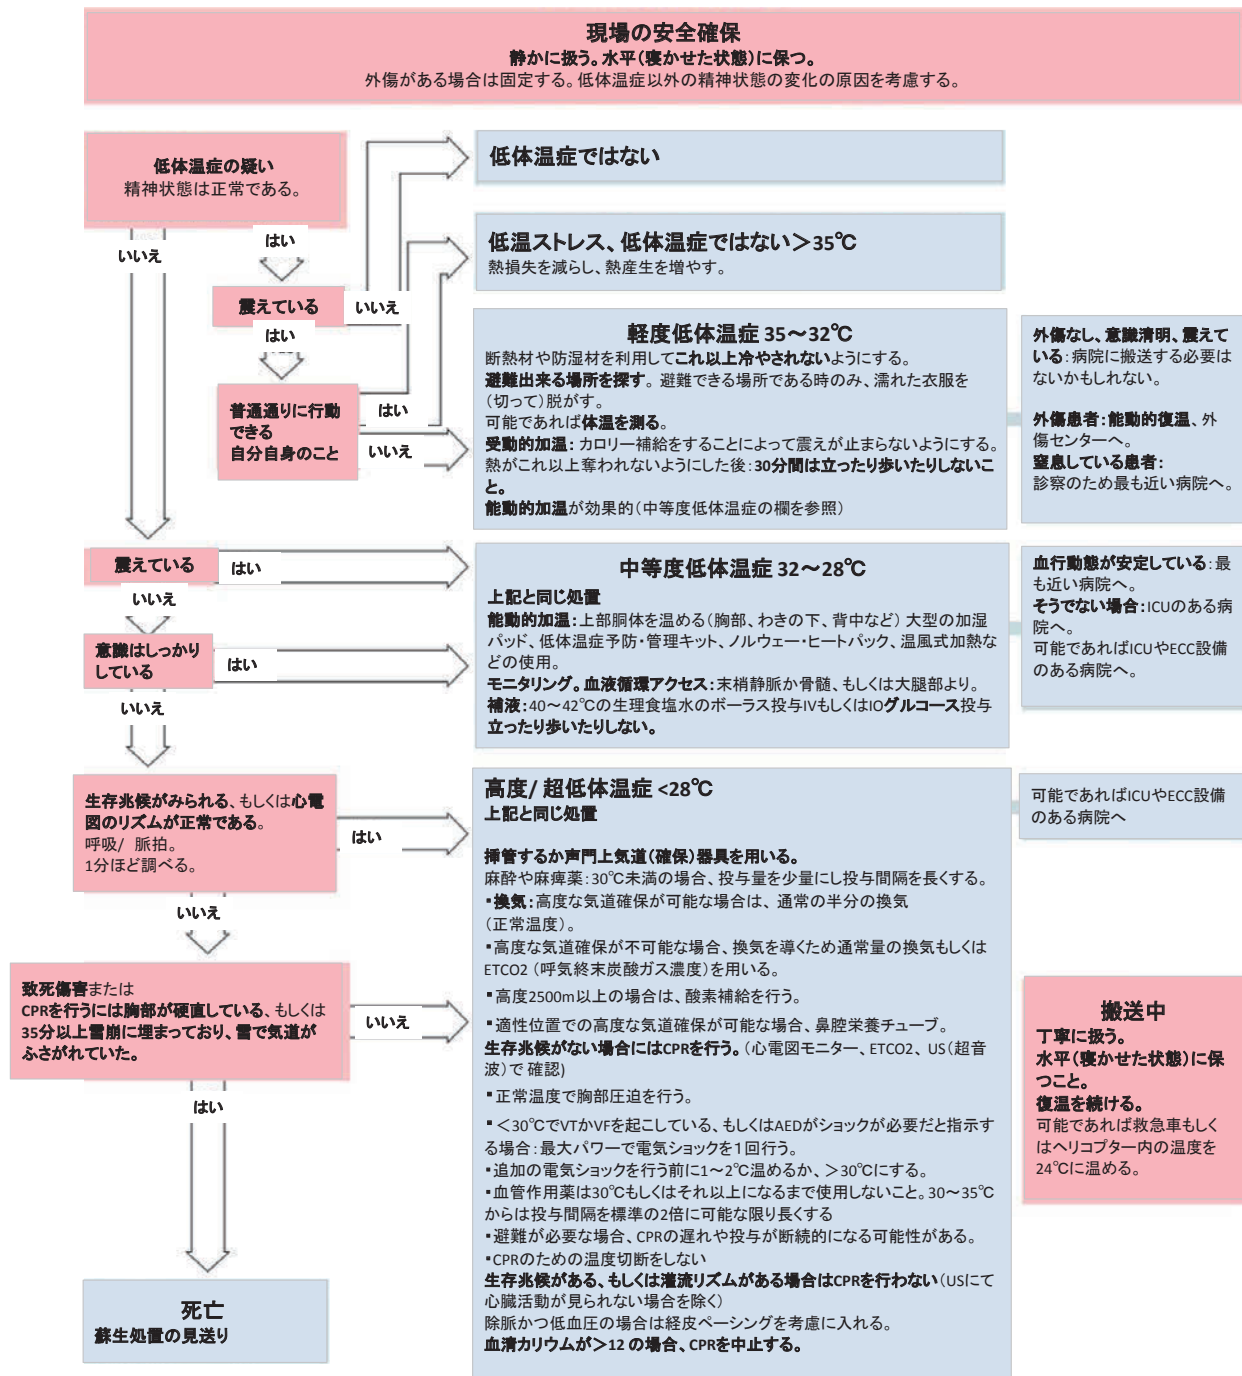 現場の安全確保
静かに扱う。水平（寝かせた状態）に保つ。
外傷がある場合は固定する。低体温症以外の精神状態の変化の原因を考慮する。
低体温症の疑い
精神状態は正常である。
いいえ
はい
震えている
いいえ
はい
普通通りに行動
できる
自分自身のこと
はい
いいえ
低体温症ではない
低温ストレス、低体温症ではない＞35℃
熱損失を減らし、熱産生を増やす。
軽度低体温症 35～32℃
断熱材や防湿材を利用してこれ以上冷やされないようにする。
避難出来る場所を探す。避難できる場所である時のみ、濡れた衣服を
（切って）脱がす。
可能であれば体温を測る。
受動的加温：カロリー補給をすることによって震えが止まらないようにする。
熱がこれ以上奪われないようにした後：30分間は立ったり歩いたりしないこ
と。
能動的加温が効果的（中等度低体温症の欄を参照）
外傷なし、意識清明、震えて
いる：病院に搬送する必要は
ないかもしれない。
外傷患者：能動的復温、外
傷センターへ。
窒息している患者：
診察のため最も近い病院へ。
震えている
はい
いいえ
意識はしっかり
している
はい
いいえ
中等度低体温症 32～28℃
上記と同じ処置
能動的加温：上部胴体を温める（胸部、わきの下、背中など）大型の加湿
パッド、低体温症予防・管理キット、ノルウェー・ヒートパック、温風式加熱な
どの使用。
モニタリング。血液循環アクセス：末梢静脈か骨髄、もしくは大腿部より。
補液：40～42℃の生理食塩水のボーラス投与IVもしくはIOグルコース投与
立ったり歩いたりしない。
血行動態が安定している：最
も近い病院へ。
そうでない場合：ICUのある病
院へ。
可能であればICUやECC設備
のある病院へ。
生存兆候がみられる、もしくは心電
図のリズムが正常である。
呼吸/ 脈拍。
1分ほど調べる。
はい
いいえ
高度/ 超低体温症 <28℃
上記と同じ処置
挿管するか声門上気道（確保）器具を用いる。
麻酔や麻痺薬：30℃未満の場合、投与量を少量にし投与間隔を長くする。
▪換気：高度な気道確保が可能な場合は、通常の半分の換気
（正常温度）。
▪高度な気道確保が不可能な場合、換気を導くため通常量の換気もしくは
ETCO2 （呼気終末炭酸ガス濃度）を用いる。
▪高度2500m以上の場合は、酸素補給を行う。
▪適性位置での高度な気道確保が可能な場合、鼻腔栄養チューブ。
生存兆候がない場合にはCPRを行う。（心電図モニター、ETCO2、US（超音
波）で 確認)
▪正常温度で胸部圧迫を行う。
▪＜30℃でVTかVFを起こしている、もしくはAEDがショックが必要だと指示す
る場合：最大パワーで電気ショックを１回行う。
▪追加の電気ショックを行う前に1～2℃温めるか、＞30℃にする。
▪血管作用薬は30℃もしくはそれ以上になるまで使用しないこと。30～35℃
からは投与間隔を標準の2倍に可能な限り長くする
▪避難が必要な場合、CPRの遅れや投与が断続的になる可能性がある。
▪CPRのための温度切断をしない
生存兆候がある、もしくは灌流リズムがある場合はCPRを行わない（USにて
心臓活動が見られない場合を除く）
除脈かつ低血圧の場合は経皮ペーシングを考慮に入れる。
血清カリウムが＞12 の場合、CPRを中止する。
可能であればICUやECC設備
のある病院へ
致死傷害または
CPRを行うには胸部が硬直している、もしくは
35分以上雪崩に埋まっており、雪で気道が
ふさがれていた。
いいえ
はい
死亡
蘇生処置の見送り
搬送中
丁寧に扱う。
水平（寝かせた状態）に保
つこと。
復温を続ける。
可能であれば救急車もしく
はヘリコプター内の温度を
24℃に温める。